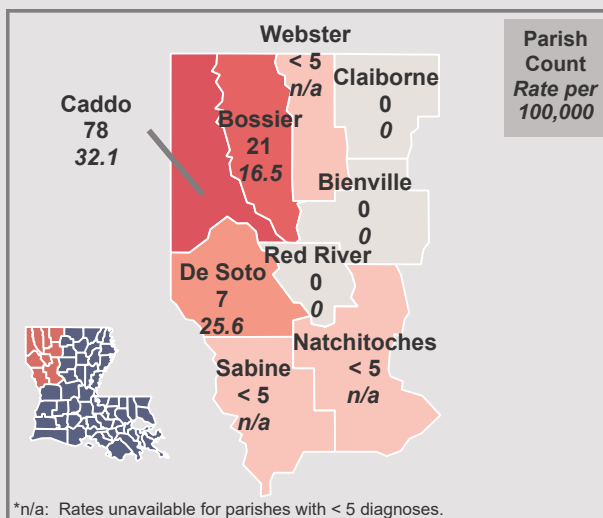 Webster
< 5
n/a
Claiborne
0
0
Parish
Count
Rate per
100,000
Caddo
78
32.1
Bossier
21
16.5
Bienville
0
0
De Soto
7
25.6
Red River
0
0
Natchitoches
< 5
n/a
Sabine
< 5
n/a
*n/a: Rates unavailable for parishes with < 5 diagnoses.